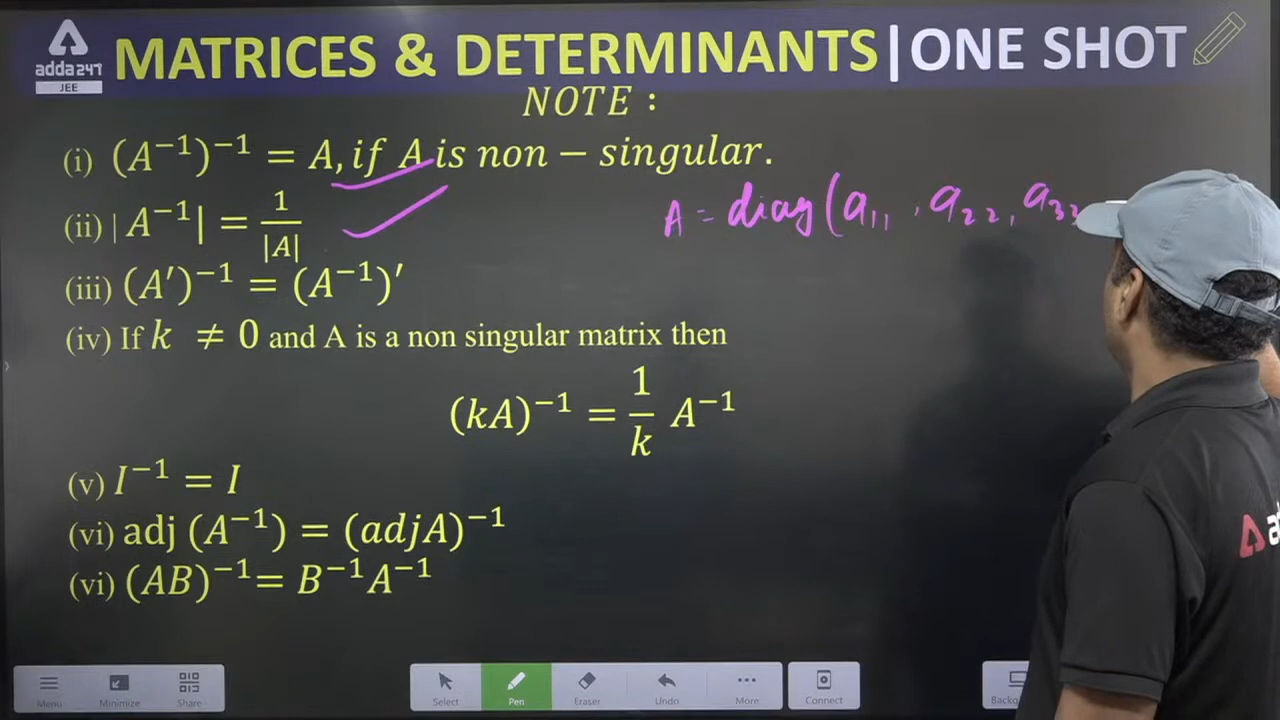 adda247
JEE
MATRICES & DETERMINANTS|ONE SHOT
NOTE :
(i) (A⁻¹)⁻¹ = A, if A is non − singular.
(ii) |A⁻¹| = 1/|A|
A = diag(a₁₁, a₂₂, a₃₃
(iii) (A′)⁻¹ = (A⁻¹)′
(iv) If k ≠ 0 and A is a non singular matrix then
(kA)⁻¹ = 1/k A⁻¹
(v) I⁻¹ = I
(vi) adj (A⁻¹) = (adjA)⁻¹
(vi) (AB)⁻¹= B⁻¹A⁻¹
Menu Minimize Share Select Pen Eraser Undo More Connect